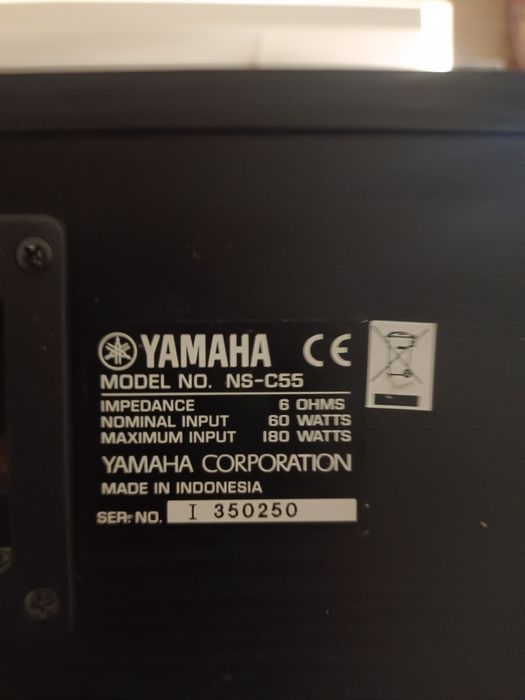 YAMAHA CE
MODEL NO. NS-C55
IMPEDANCE 6 OHMS
NOMINAL INPUT 60 WATTS
MAXIMUM INPUT 180 WATTS
YAMAHA CORPORATION
MADE IN INDONESIA
SER. NO. I 350250